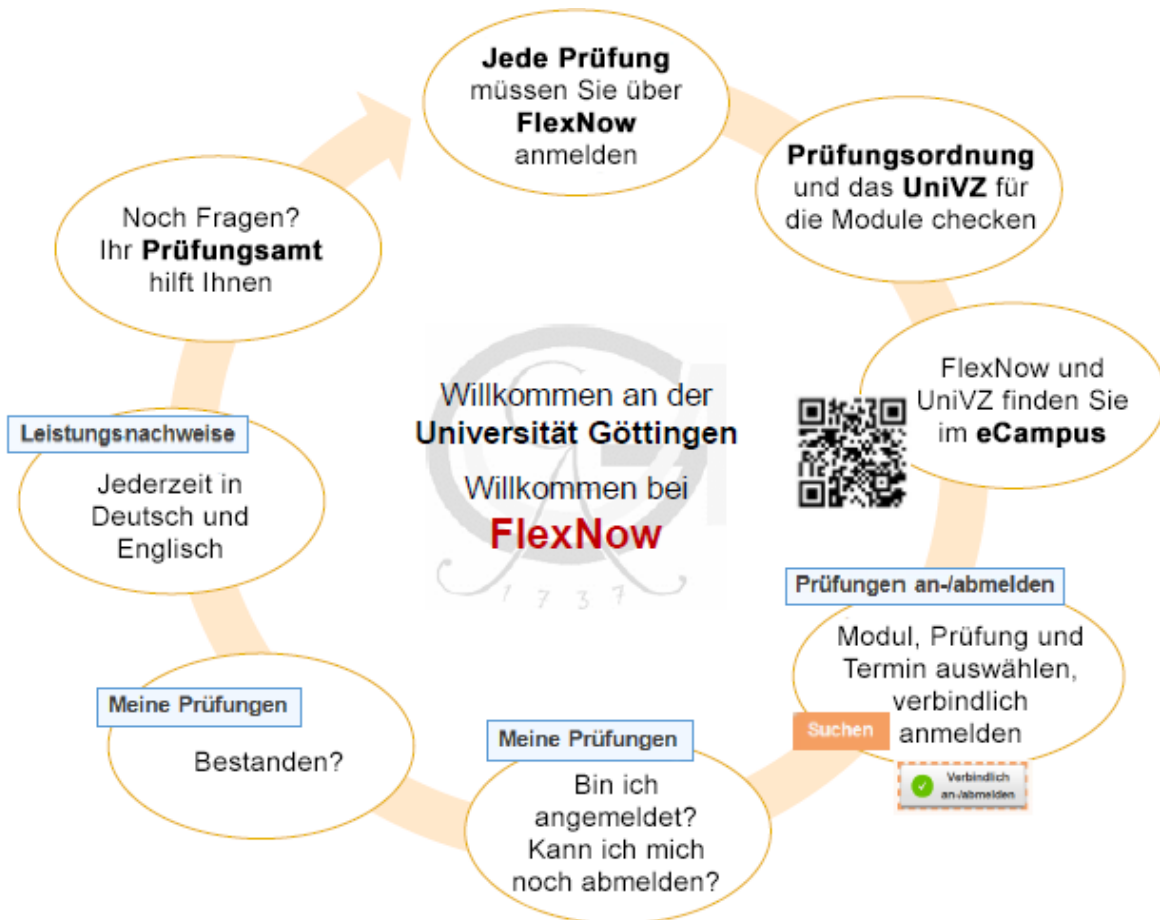 Jede Prüfung
müssen Sie über
FlexNow
anmelden
Prüfungsordnung
und das UniVZ für
die Module checken
FlexNow und
UniVZ finden Sie
im eCampus
Prüfungen an-/abmelden
Modul, Prüfung und
Termin auswählen,
verbindlich
anmelden
Suchen
Verbindlich
an-/abmelden
Meine Prüfungen
Bin ich
angemeldet?
Kann ich mich
noch abmelden?
Meine Prüfungen
Bestanden?
Leistungsnachweise
Jederzeit in
Deutsch und
Englisch
Noch Fragen?
Ihr Prüfungsamt
hilft Ihnen
Willkommen an der
Universität Göttingen
Willkommen bei
FlexNow
1737